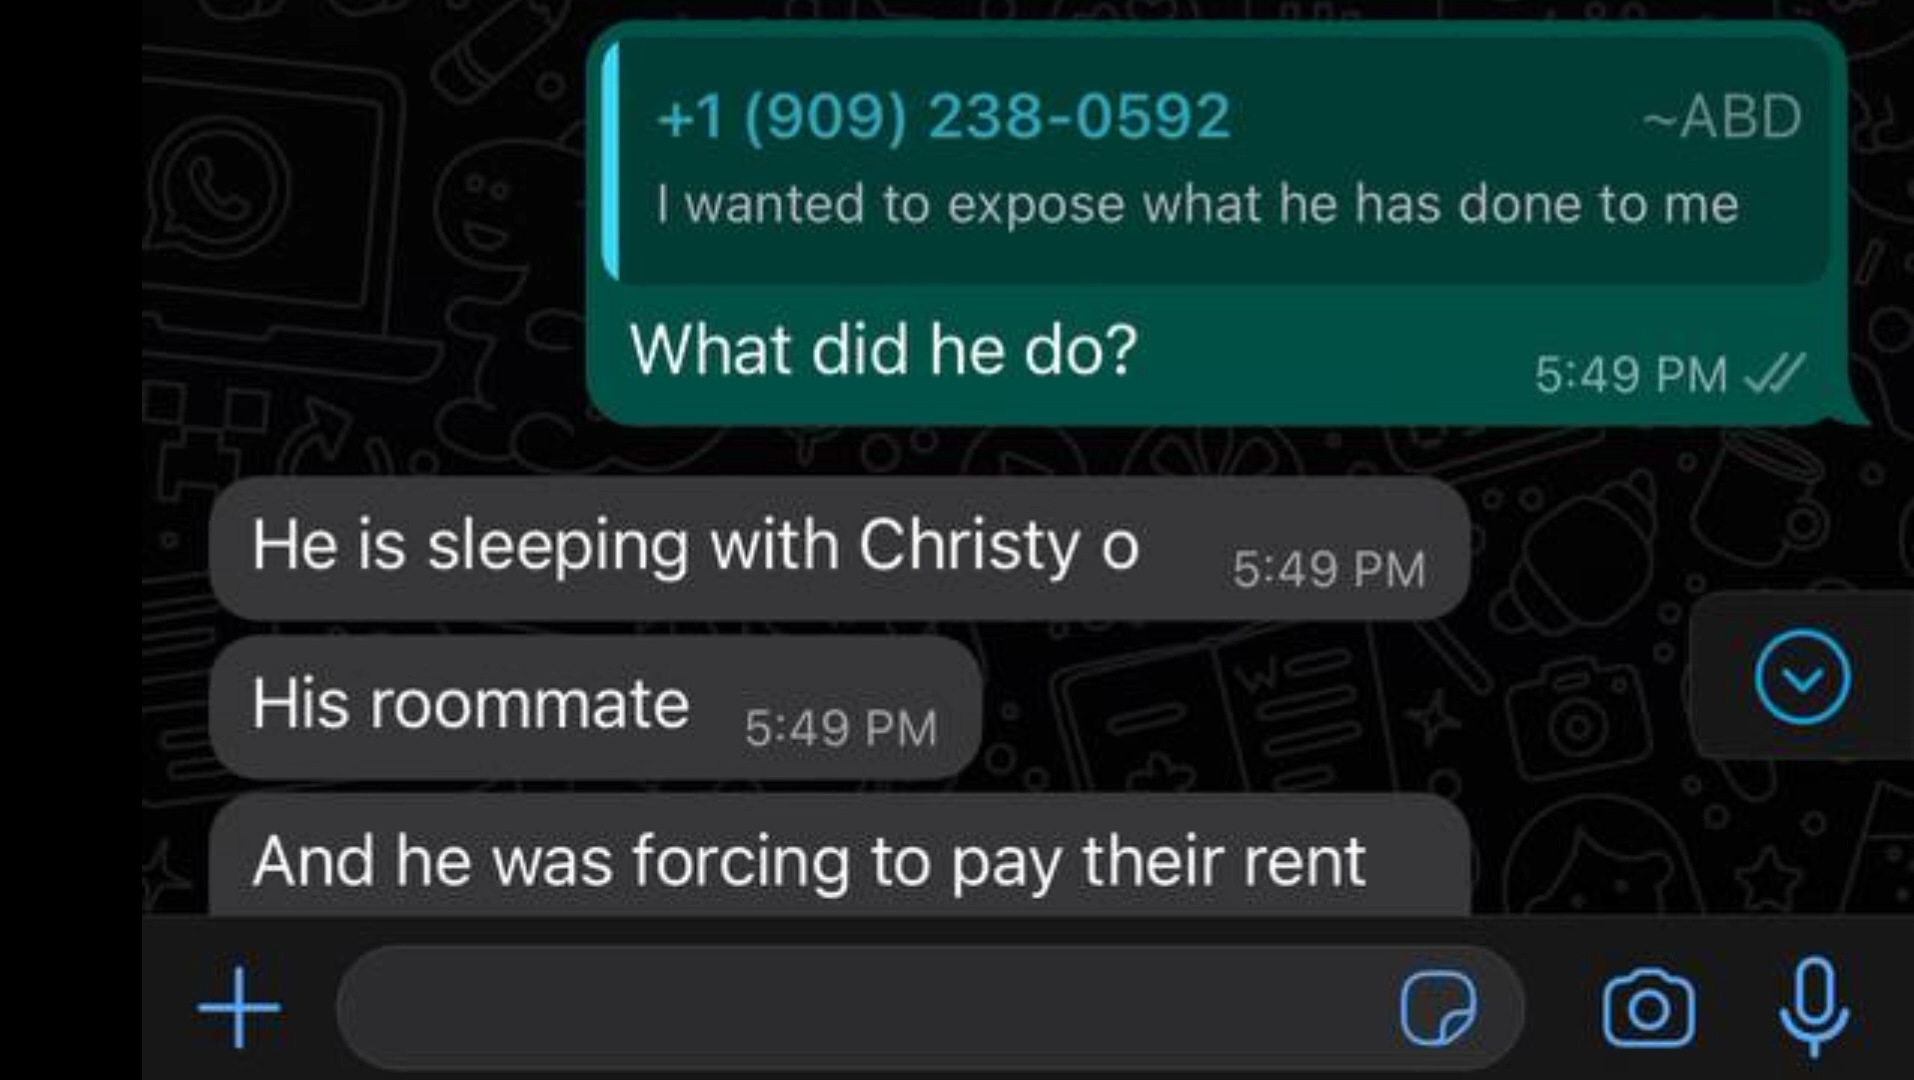 +1 (909) 238-0592 ~ABD
I wanted to expose what he has done to me
What did he do?
5:49 PM
He is sleeping with Christy o 5:49 PM
His roommate 5:49 PM
And he was forcing to pay their rent